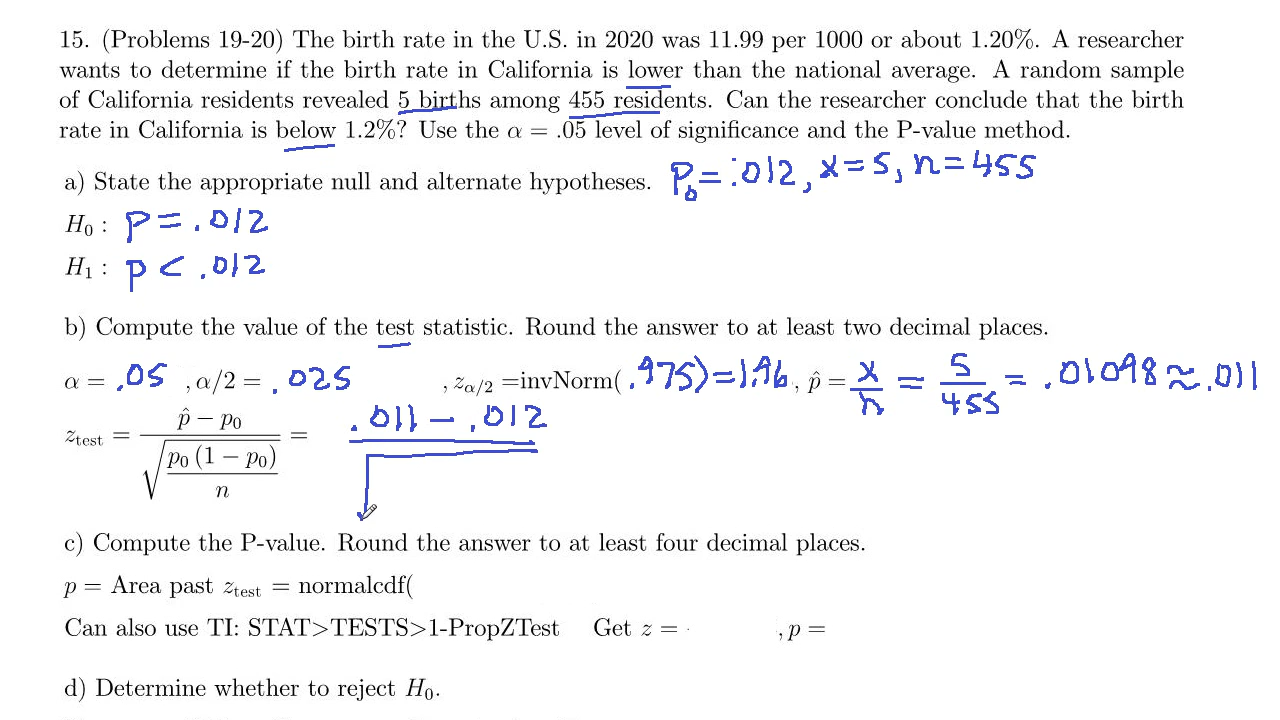 15. (Problems 19-20) The birth rate in the U.S. in 2020 was 11.99 per 1000 or about 1.20%. A researcher
wants to determine if the birth rate in California is lower than the national average. A random sample
of California residents revealed 5 births among 455 residents. Can the researcher conclude that the birth
rate in California is below 1.2%? Use the α = .05 level of significance and the P-value method.
a) State the appropriate null and alternate hypotheses. P₀ = .012, x = 5, n = 455
H₀ : p = .012
H₁ : p < .012
b) Compute the value of the test statistic. Round the answer to at least two decimal places.
α = .05 , α/2 = .025 , z_{α/2} =invNorm(.975) = 1.96, p̂ = x/n = 5/455 = .01098 ≈ .011
z_test = (p̂ − p₀)/√(p₀ (1 − p₀)/n) = .011 − .012
c) Compute the P-value. Round the answer to at least four decimal places.
p = Area past z_test = normalcdf(
Can also use TI: STAT>TESTS>1-PropZTest Get z = , p =
d) Determine whether to reject H₀.